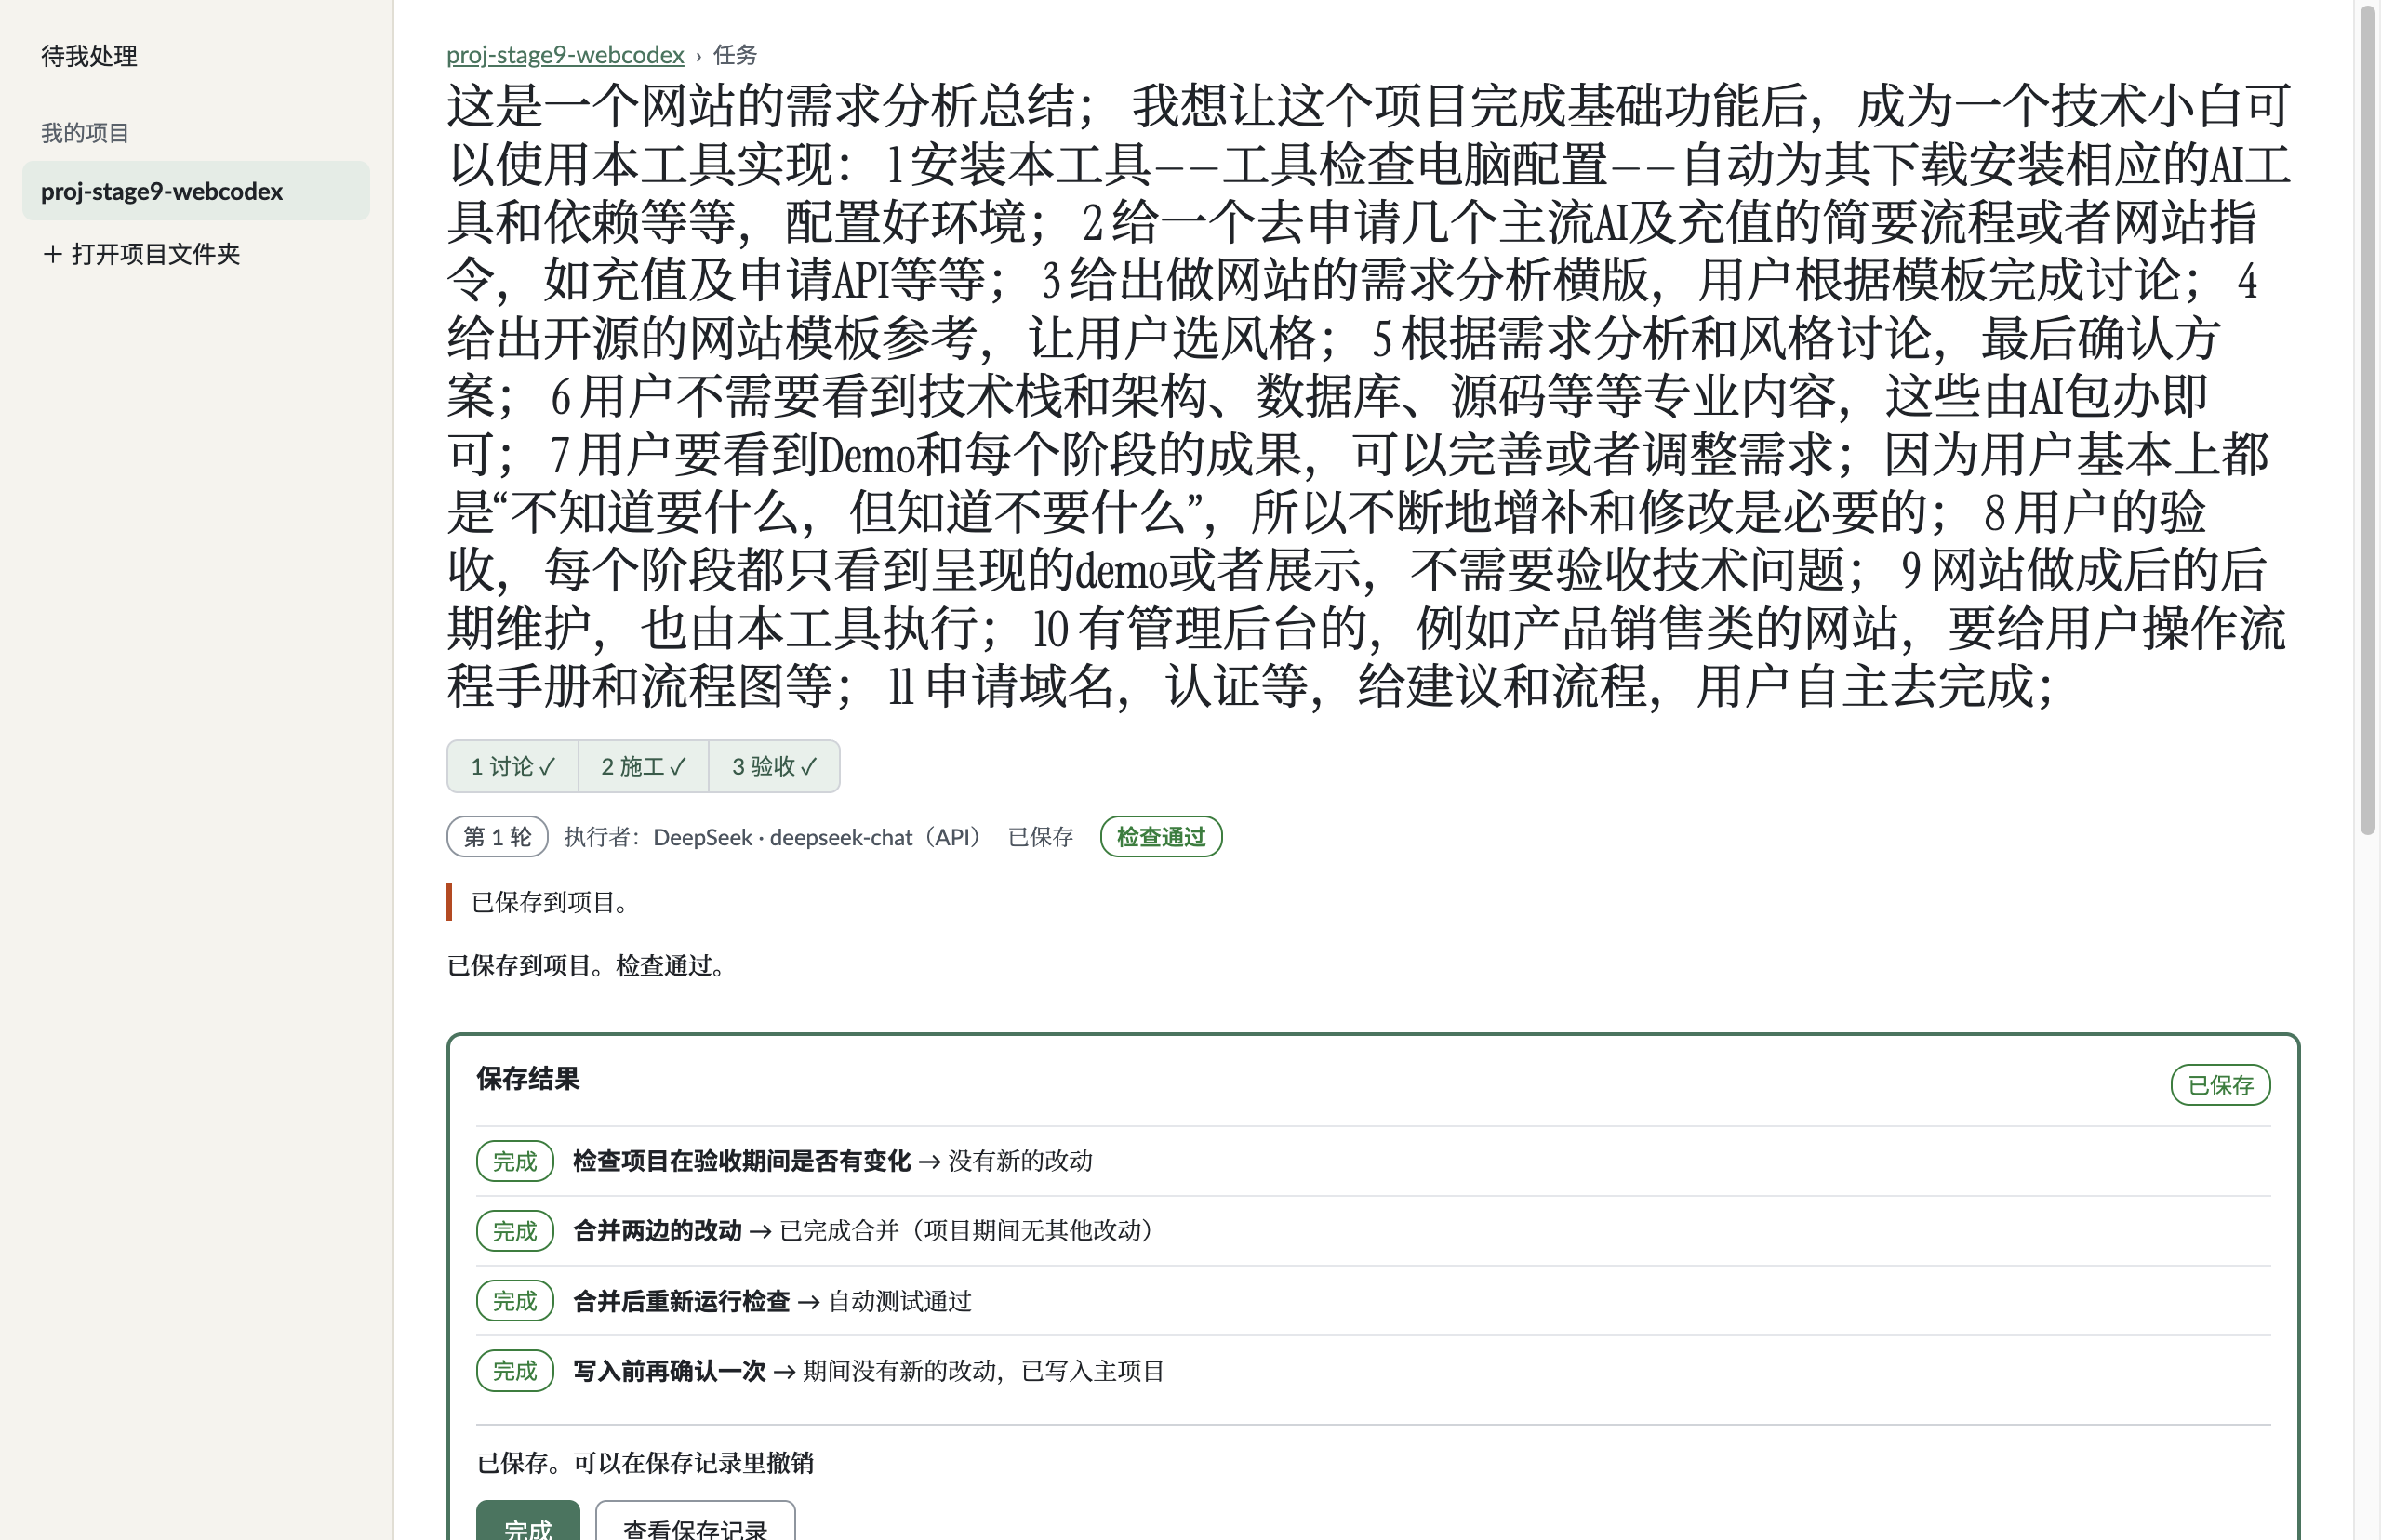 待我处理
我的项目
proj-stage9-webcodex
＋ 打开项目文件夹
proj-stage9-webcodex › 任务
这是一个网站的需求分析总结； 我想让这个项目完成基础功能后，成为一个技术小白可
以使用本工具实现： 1 安装本工具——工具检查电脑配置——自动为其下载安装相应的AI工
具和依赖等等，配置好环境； 2 给一个去申请几个主流AI及充值的简要流程或者网站指
令，如充值及申请API等等； 3 给出做网站的需求分析横版，用户根据模板完成讨论； 4
给出开源的网站模板参考，让用户选风格； 5 根据需求分析和风格讨论，最后确认方
案； 6 用户不需要看到技术栈和架构、数据库、源码等等专业内容，这些由AI包办即
可； 7 用户要看到Demo和每个阶段的成果，可以完善或者调整需求；因为用户基本上都
是“不知道要什么，但知道不要什么”，所以不断地增补和修改是必要的； 8 用户的验
收，每个阶段都只看到呈现的demo或者展示，不需要验收技术问题； 9 网站做成后的后
期维护，也由本工具执行； 10 有管理后台的，例如产品销售类的网站，要给用户操作流
程手册和流程图等； 11 申请域名，认证等，给建议和流程，用户自主去完成；
1 讨论 ✓ 2 施工 ✓ 3 验收 ✓
第 1 轮 执行者：DeepSeek · deepseek-chat（API） 已保存 检查通过
已保存到项目。
已保存到项目。检查通过。
保存结果 已保存
完成 检查项目在验收期间是否有变化 → 没有新的改动
完成 合并两边的改动 → 已完成合并（项目期间无其他改动）
完成 合并后重新运行检查 → 自动测试通过
完成 写入前再确认一次 → 期间没有新的改动，已写入主项目
已保存。可以在保存记录里撤销
完成 查看保存记录